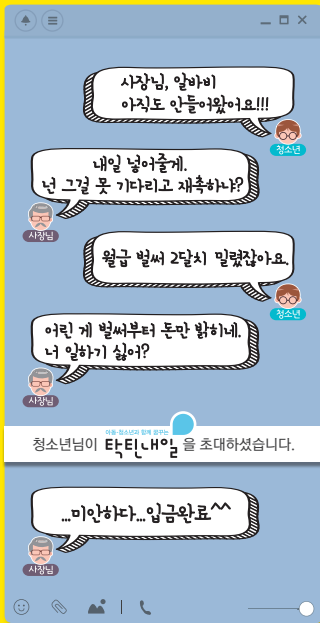 사장님, 알바비
아직도 안들어왔어요!!!
청소년
내일 넣어줄게.
넌 그걸 못 기다리고 재촉하냐?
사장님
월급 벌써 2달치 밀렸잖아요.
청소년
어린 게 벌써부터 돈만 밝히네.
너 일하기 싫어?
사장님
아동·청소년과 함께 꿈꾸는
청소년님이 탁틴내일 을 초대하셨습니다.
...미안하다...입금완료^^
사장님